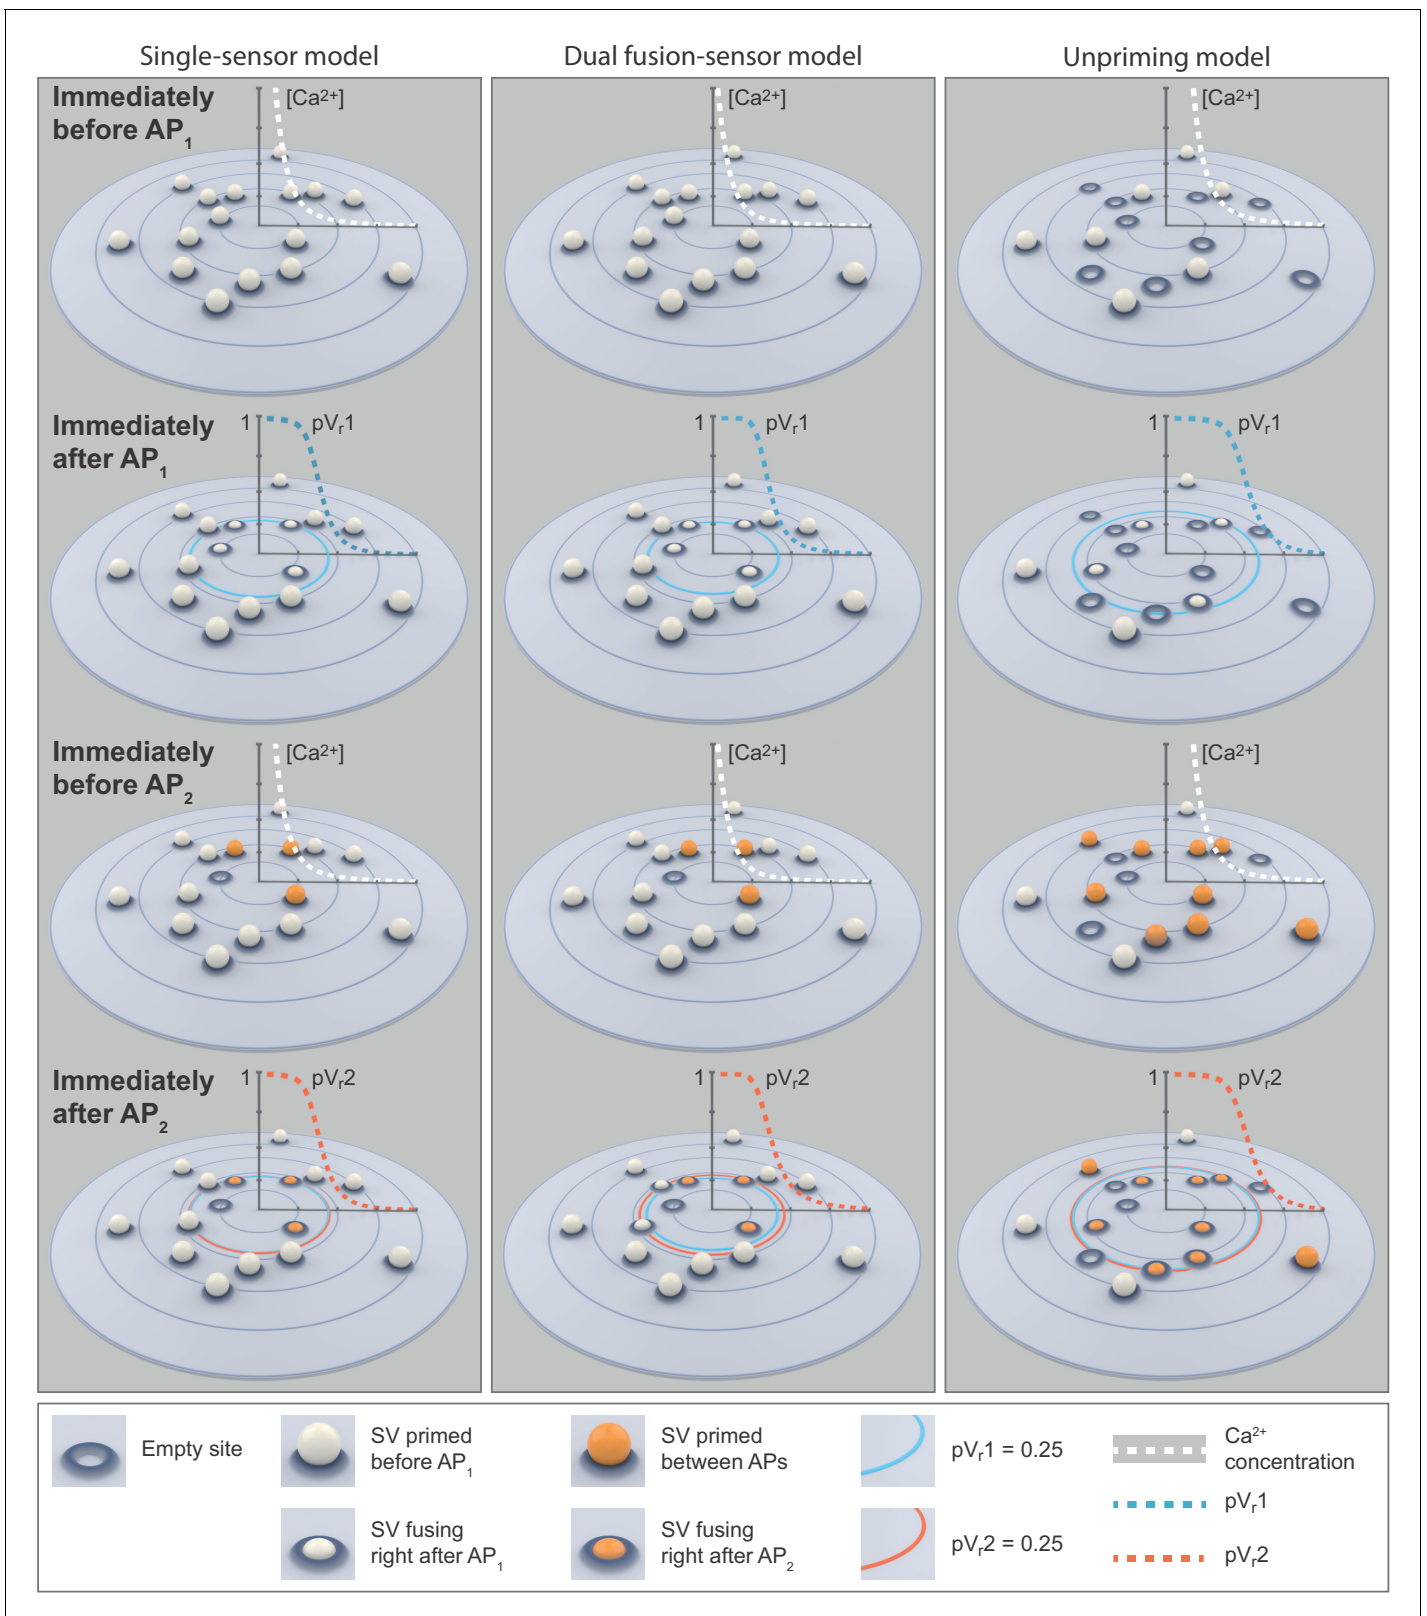 Single-sensor model
Dual fusion-sensor model
Unpriming model
Immediately
before AP₁
[Ca²⁺]
[Ca²⁺]
[Ca²⁺]
Immediately
after AP₁
1
pVᵣ1
1
pVᵣ1
1
pVᵣ1
Immediately
before AP₂
[Ca²⁺]
[Ca²⁺]
[Ca²⁺]
Immediately
after AP₂
1
pVᵣ2
1
pVᵣ2
1
pVᵣ2
Empty site
SV primed
before AP₁
SV primed
between APs
pVᵣ1 = 0.25
Ca²⁺
concentration
pVᵣ1
SV fusing
right after AP₁
SV fusing
right after AP₂
pVᵣ2 = 0.25
pVᵣ2